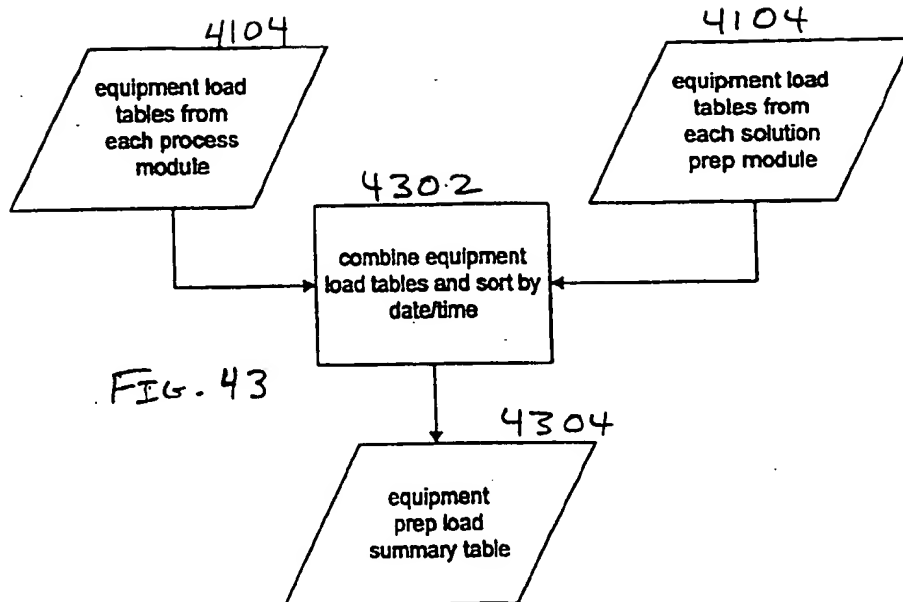 4104
equipment load
tables from
each process
module
4104
equipment load
tables from
each solution
prep module
4302
combine equipment
load tables and sort by
date/time
FIG. 43
4304
equipment
prep load
summary table